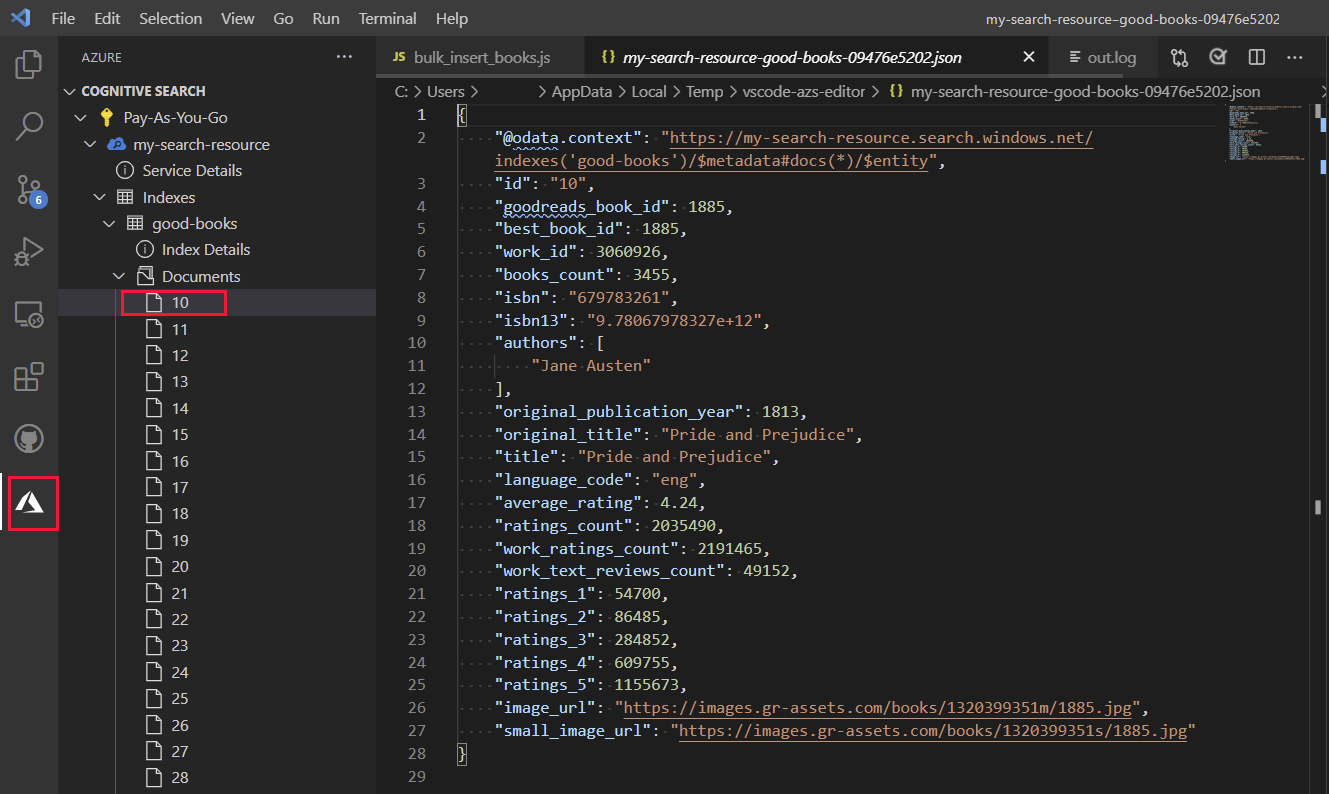 File Edit Selection View Go Run Terminal Help my-search-resource-good-books-09476e5202
AZURE ...
JS bulk_insert_books.js {} my-search-resource-good-books-09476e5202.json × out.log ...
COGNITIVE SEARCH
Pay-As-You-Go
my-search-resource
Service Details
Indexes
good-books
Index Details
Documents
10
11
12
13
14
15
16
17
18
19
20
21
22
23
24
25
26
27
28
6
C: > Users > > AppData > Local > Temp > vscode-azs-editor > {} my-search-resource-good-books-09476e5202.json
1 {
2 "@odata.context": "https://my-search-resource.search.windows.net/
indexes('good-books')/$metadata#docs(*)/$entity",
3 "id": "10",
4 "goodreads_book_id": 1885,
5 "best_book_id": 1885,
6 "work_id": 3060926,
7 "books_count": 3455,
8 "isbn": "679783261",
9 "isbn13": "9.78067978327e+12",
10 "authors": [
11 "Jane Austen"
12 ],
13 "original_publication_year": 1813,
14 "original_title": "Pride and Prejudice",
15 "title": "Pride and Prejudice",
16 "language_code": "eng",
17 "average_rating": 4.24,
18 "ratings_count": 2035490,
19 "work_ratings_count": 2191465,
20 "work_text_reviews_count": 49152,
21 "ratings_1": 54700,
22 "ratings_2": 86485,
23 "ratings_3": 284852,
24 "ratings_4": 609755,
25 "ratings_5": 1155673,
26 "image_url": "https://images.gr-assets.com/books/1320399351m/1885.jpg",
27 "small_image_url": "https://images.gr-assets.com/books/1320399351s/1885.jpg"
28 }
29